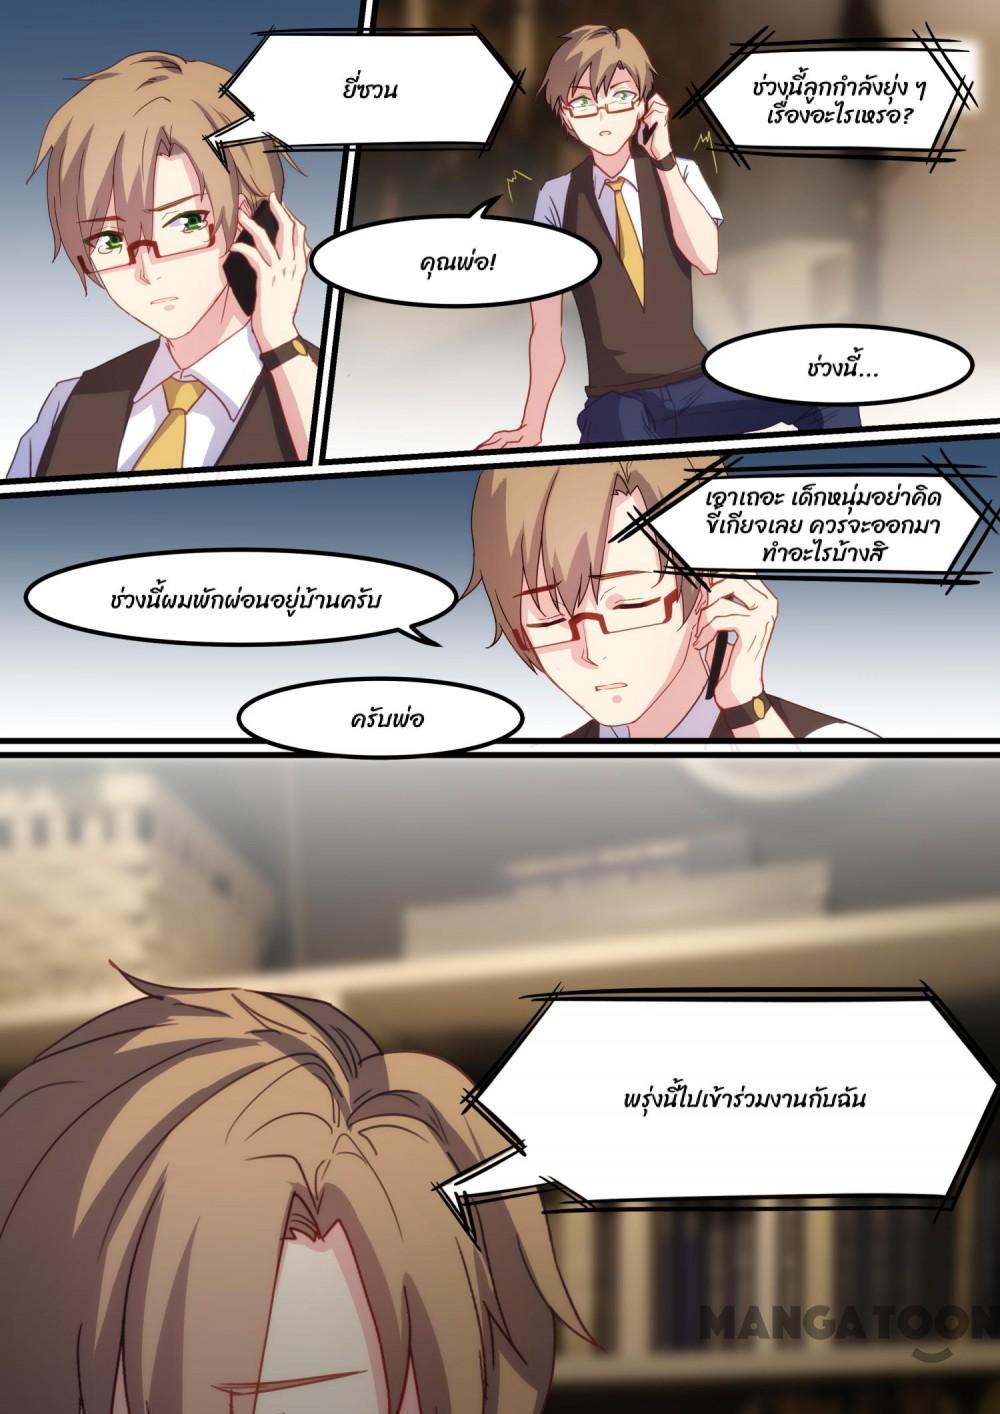 ยี่ซวน
ช่วงนี้ลูกกำลังยุ่ง ๆ
เรื่องอะไรเหรอ?
คุณพ่อ!
ช่วงนี้...
เอาเถอะ เด็กหนุ่มอย่าคิด
ขี้เกียจเลย ควรจะออกมา
ทำอะไรบ้างสิ
ช่วงนี้ผมพักผ่อนอยู่บ้านครับ
ครับพ่อ
พรุ่งนี้ไปเข้าร่วมงานกับฉัน
MANGATOON